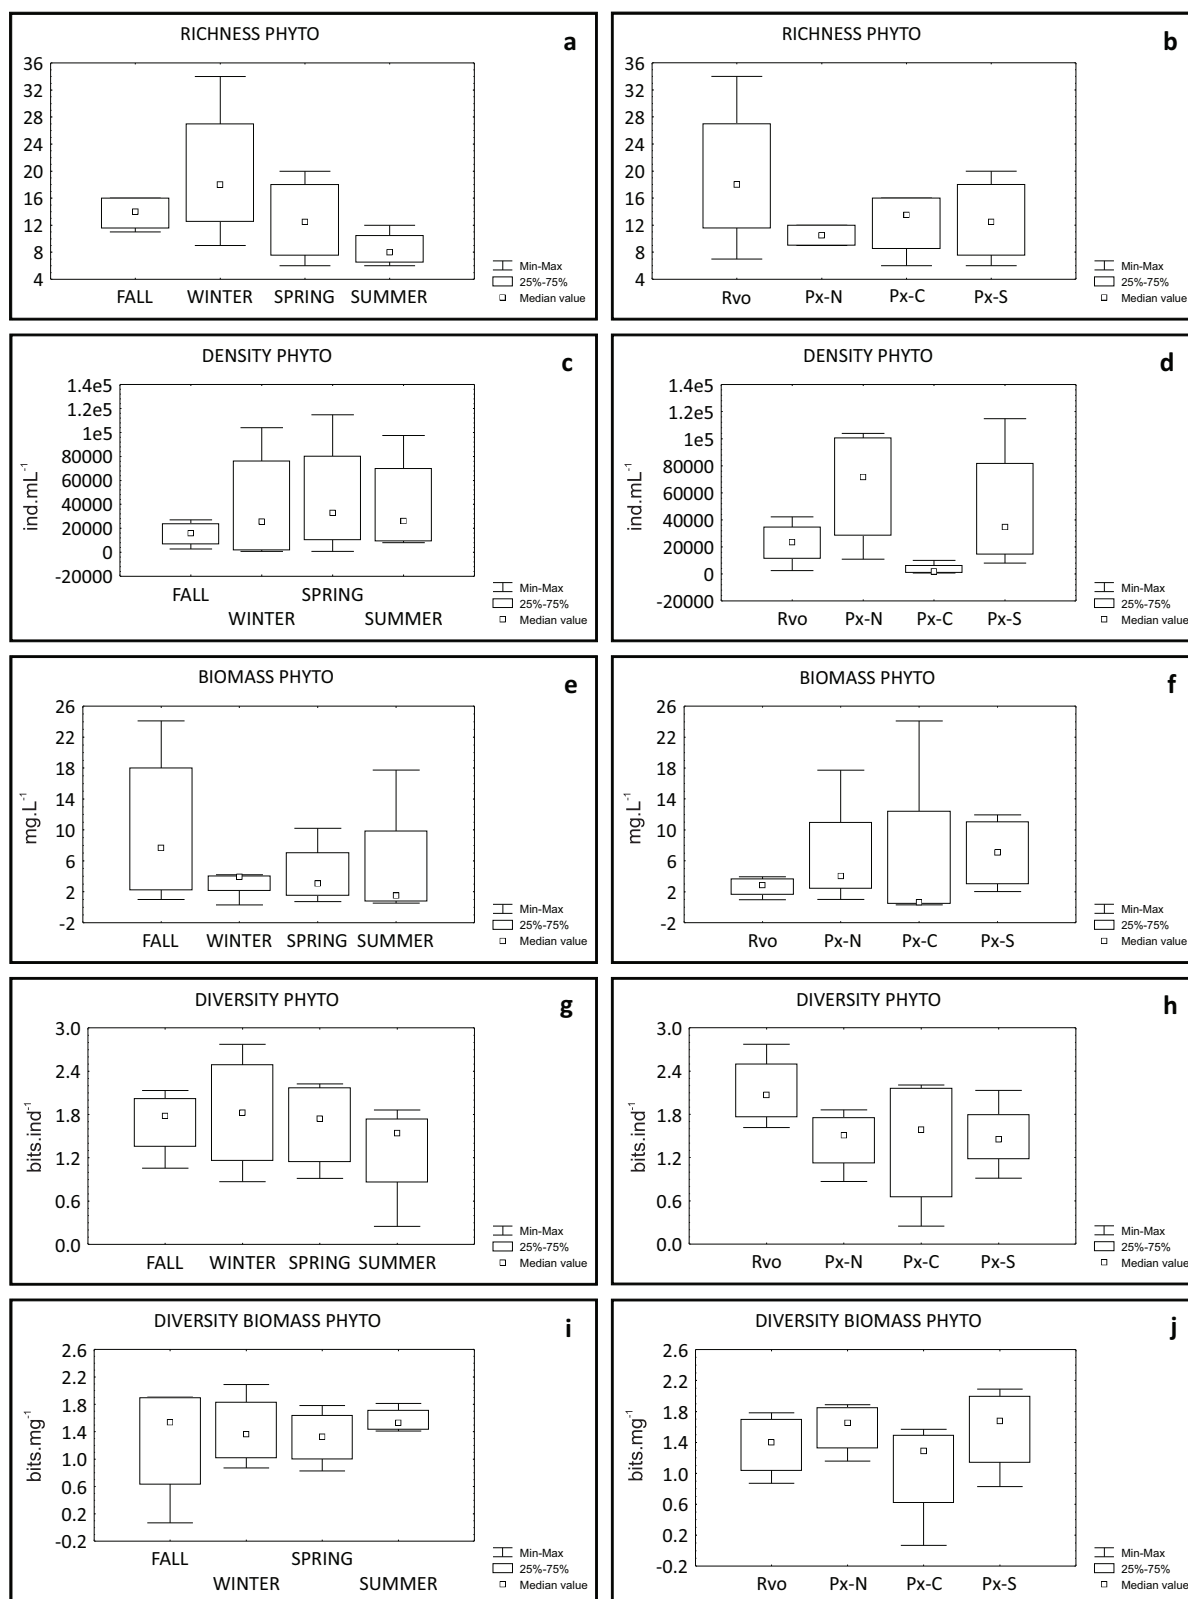 RICHNESS PHYTO
a
36
32
28
24
20
16
12
8
4
FALL WINTER SPRING SUMMER
Min-Max
25%-75%
Median value
RICHNESS PHYTO
b
36
32
28
24
20
16
12
8
4
Rvo Px-N Px-C Px-S
Min-Max
25%-75%
Median value
DENSITY PHYTO
c
ind.mL⁻¹
1.4e5
1.2e5
1e5
80000
60000
40000
20000
0
-20000
FALL SPRING
WINTER SUMMER
Min-Max
25%-75%
Median value
DENSITY PHYTO
d
ind.mL⁻¹
1.4e5
1.2e5
1e5
80000
60000
40000
20000
0
-20000
Rvo Px-N Px-C Px-S
Min-Max
25%-75%
Median value
BIOMASS PHYTO
e
mg.L⁻¹
26
22
18
14
10
6
2
-2
FALL WINTER SPRING SUMMER
Min-Max
25%-75%
Median value
BIOMASS PHYTO
f
mg.L⁻¹
26
22
18
14
10
6
2
-2
Rvo Px-N Px-C Px-S
Min-Max
25%-75%
Median value
DIVERSITY PHYTO
g
bits.ind⁻¹
3.0
2.4
1.8
1.2
0.6
0.0
FALL WINTER SPRING SUMMER
Min-Max
25%-75%
Median value
DIVERSITY PHYTO
h
bits.ind⁻¹
3.0
2.4
1.8
1.2
0.6
0.0
Rvo Px-N Px-C Px-S
Min-Max
25%-75%
Median value
DIVERSITY BIOMASS PHYTO
i
bits.mg⁻¹
2.6
2.2
1.8
1.4
1.0
0.6
0.2
-0.2
FALL SPRING
WINTER SUMMER
Min-Max
25%-75%
Median value
DIVERSITY BIOMASS PHYTO
j
bits.mg⁻¹
2.6
2.2
1.8
1.4
1.0
0.6
0.2
-0.2
Rvo Px-N Px-C Px-S
Min-Max
25%-75%
Median value